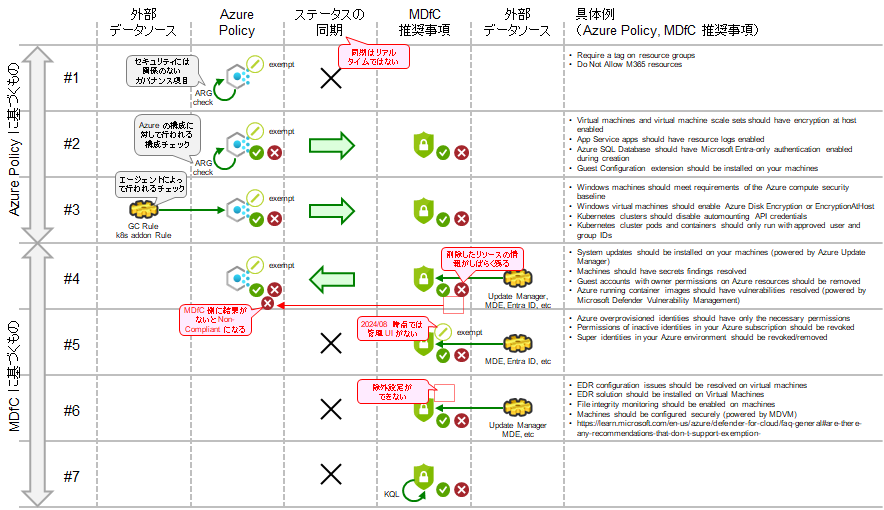 外部
データソース
Azure
Policy
ステータスの
同期
MDfC
推奨事項
外部
データソース
具体例
（Azure Policy, MDfC 推奨事項）
同期はリアル
タイムではない
Azure Policy に基づくもの
#1
セキュリティには
関係のない
ガバナンス項目
exempt
ARG
check
• Require a tag on resource groups
• Do Not Allow M365 resources
#2
Azure の構成に
対して行われる
構成チェック
exempt
ARG
check
• Virtual machines and virtual machine scale sets should have encryption at host
enabled
• App Service apps should have resource logs enabled
• Azure SQL Database should have Microsoft Entra-only authentication enabled
during creation
• Guest Configuration extension should be installed on your machines
#3
エージェントによっ
て行われるチェック
GC Rule
k8s addon Rule
exempt
• Windows machines should meet requirements of the Azure compute security
baseline
• Windows virtual machines should enable Azure Disk Encryption or EncryptionAtHost
• Kubernetes clusters should disable automounting API credentials
• Kubernetes cluster pods and containers should only run with approved user and
group IDs
MDfC に基づくもの
#4
exempt
削除したリソースの情
報がしばらく残る
Update Manager,
MDE, Entra ID, etc
MDfC 側に結果が
ないと Non-
Compliant になる
• System updates should be installed on your machines (powered by Azure Update
Manager)
• Machines should have secrets findings resolved
• Guest accounts with owner permissions on Azure resources should be removed
• Azure running container images should have vulnerabilities resolved (powered by
Microsoft Defender Vulnerability Management)
#5
2024/08 時点では
管理 UI がない
exempt
MDE, Entra ID, etc
• Azure overprovisioned identities should have only the necessary permissions
• Permissions of inactive identities in your Azure subscription should be revoked
• Super identities in your Azure environment should be revoked/removed
#6
除外設定が
できない
Update Manager
MDE, etc
• EDR configuration issues should be resolved on virtual machines
• EDR solution should be installed on Virtual Machines
• File integrity monitoring should be enabled on machines
• Machines should be configured securely (powered by MDVM)
• https://learn.microsoft.com/en-us/azure/defender-for-cloud/faq-general#are-there-
any-recommendations-that-don-t-support-exemption-
#7
KQL